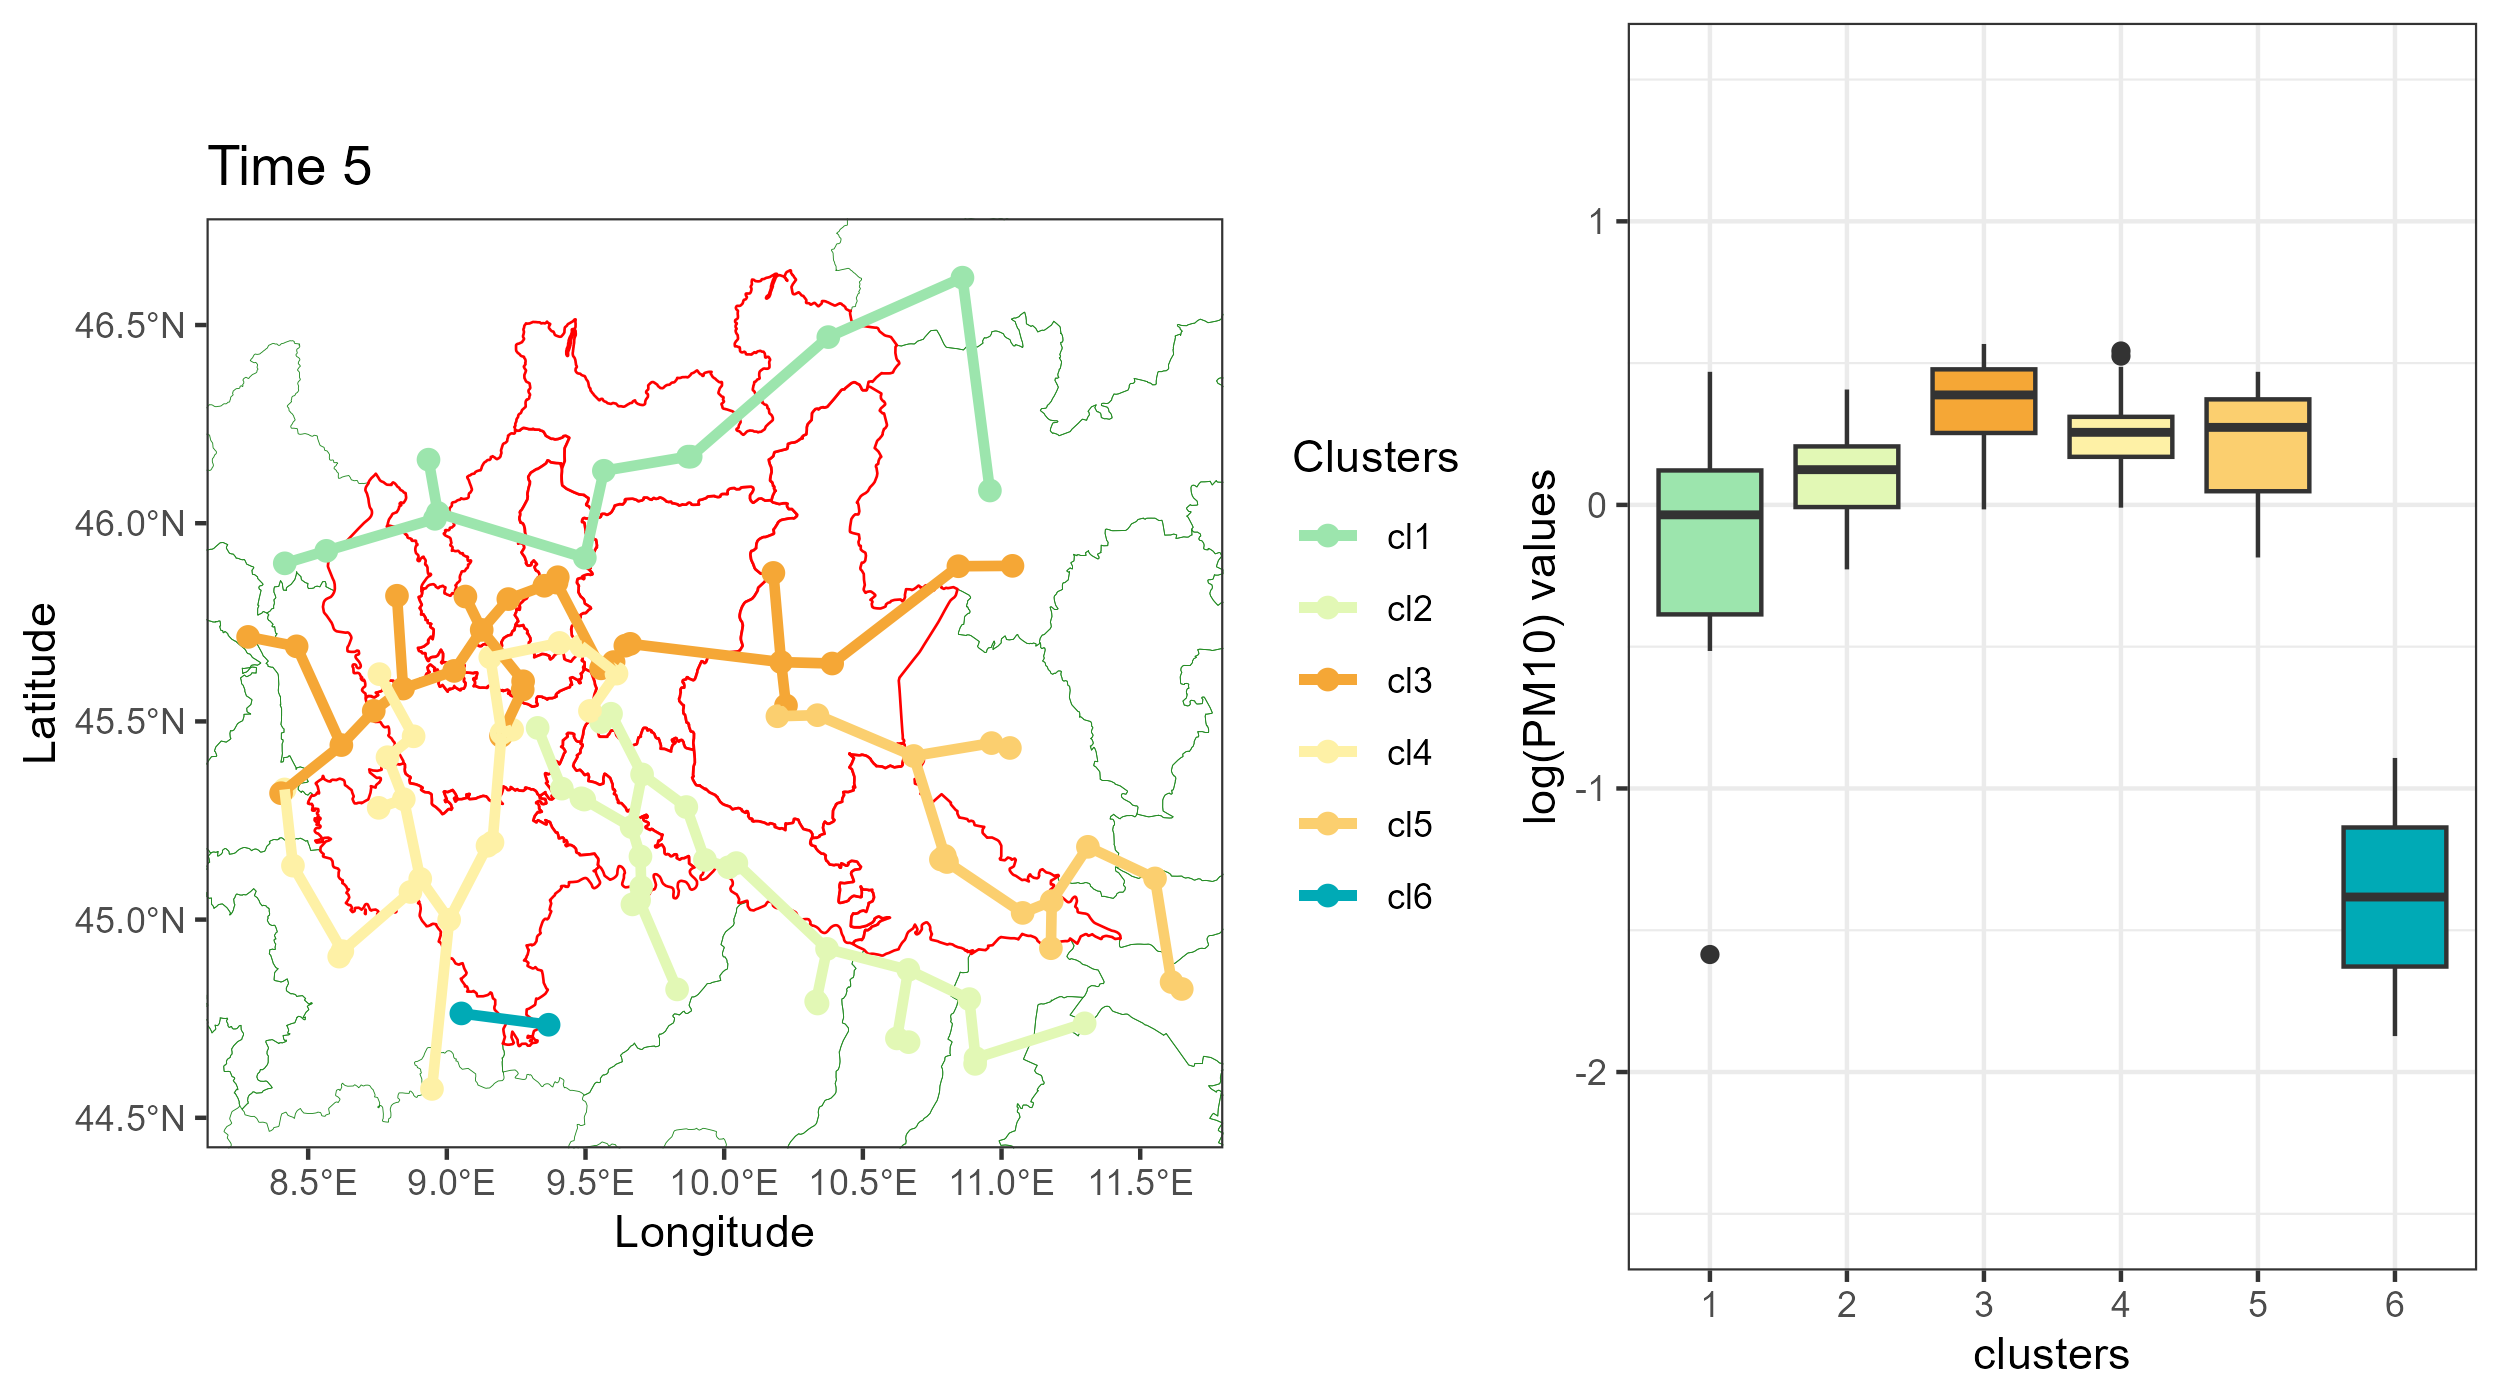 Time 5
46.5°N
46.0°N
45.5°N
45.0°N
44.5°N
Latitude
8.5°E 9.0°E 9.5°E 10.0°E 10.5°E 11.0°E 11.5°E
Longitude
Clusters
cl1
cl2
cl3
cl4
cl5
cl6
1
0
-1
-2
log(PM10) values
1 2 3 4 5 6
clusters